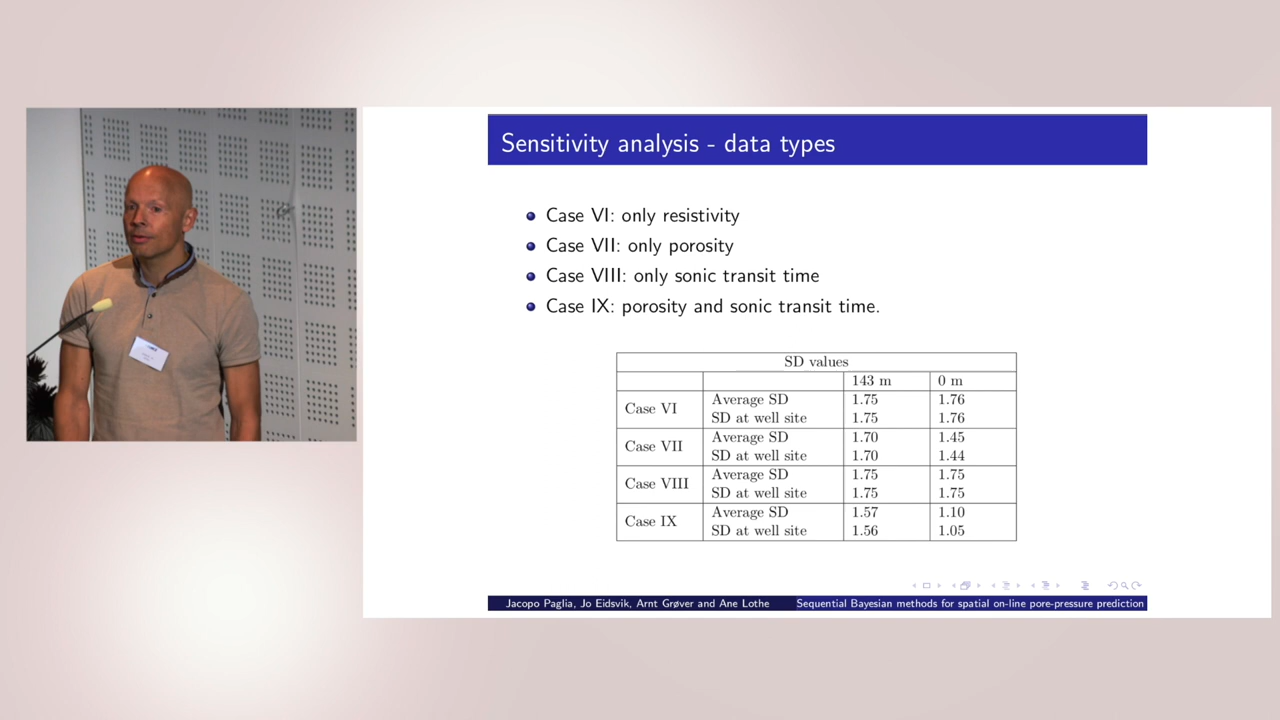 Sensitivity analysis - data types
Case VI: only resistivity
Case VII: only porosity
Case VIII: only sonic transit time
Case IX: porosity and sonic transit time.
SD values
143 m 0 m
Case VI Average SD 1.75 1.76
SD at well site 1.75 1.76
Case VII Average SD 1.70 1.45
SD at well site 1.70 1.44
Case VIII Average SD 1.75 1.75
SD at well site 1.75 1.75
Case IX Average SD 1.57 1.10
SD at well site 1.56 1.05
Jacopo Paglia, Jo Eidsvik, Arnt Grøver and Ane Lothe Sequential Bayesian methods for spatial on-line pore-pressure prediction